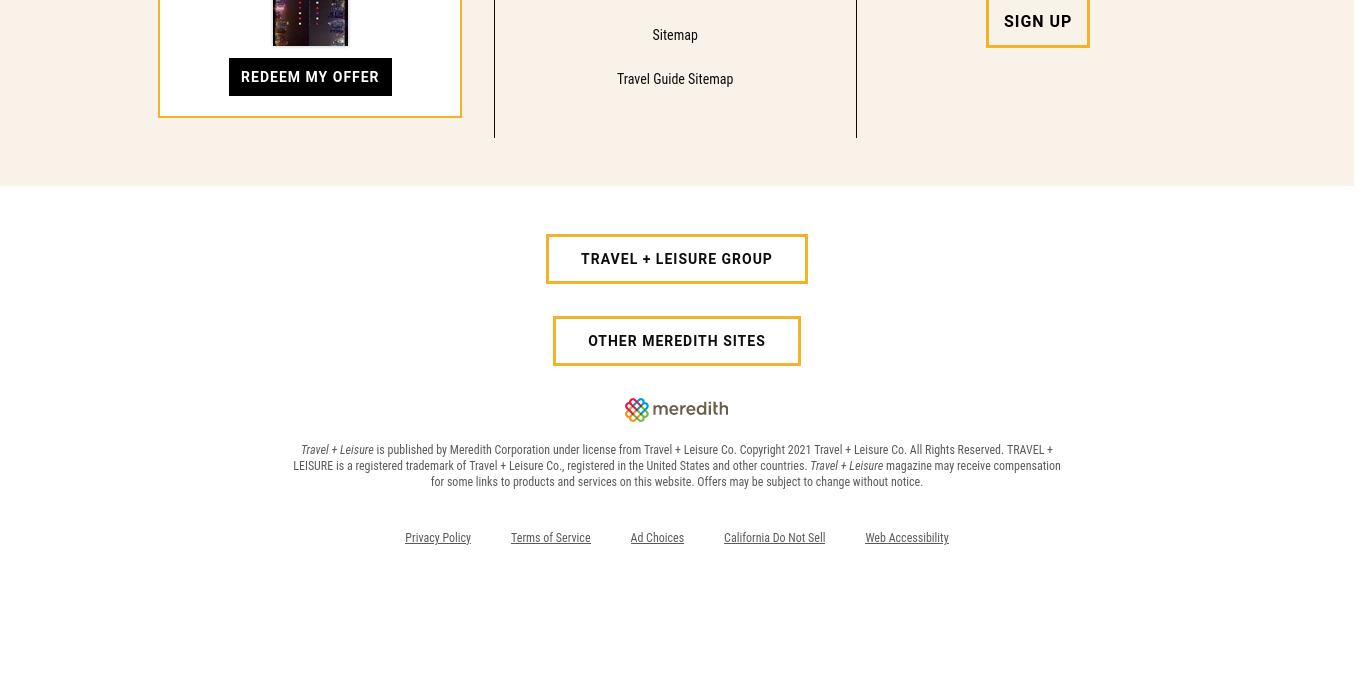 REDEEM MY OFFER
Sitemap
Travel Guide Sitemap
SIGN UP
TRAVEL + LEISURE GROUP
OTHER MEREDITH SITES
meredith
Travel + Leisure is published by Meredith Corporation under license from Travel + Leisure Co. Copyright 2021 Travel + Leisure Co. All Rights Reserved. TRAVEL +
LEISURE is a registered trademark of Travel + Leisure Co., registered in the United States and other countries. Travel + Leisure magazine may receive compensation
for some links to products and services on this website. Offers may be subject to change without notice.
Privacy Policy Terms of Service Ad Choices California Do Not Sell Web Accessibility